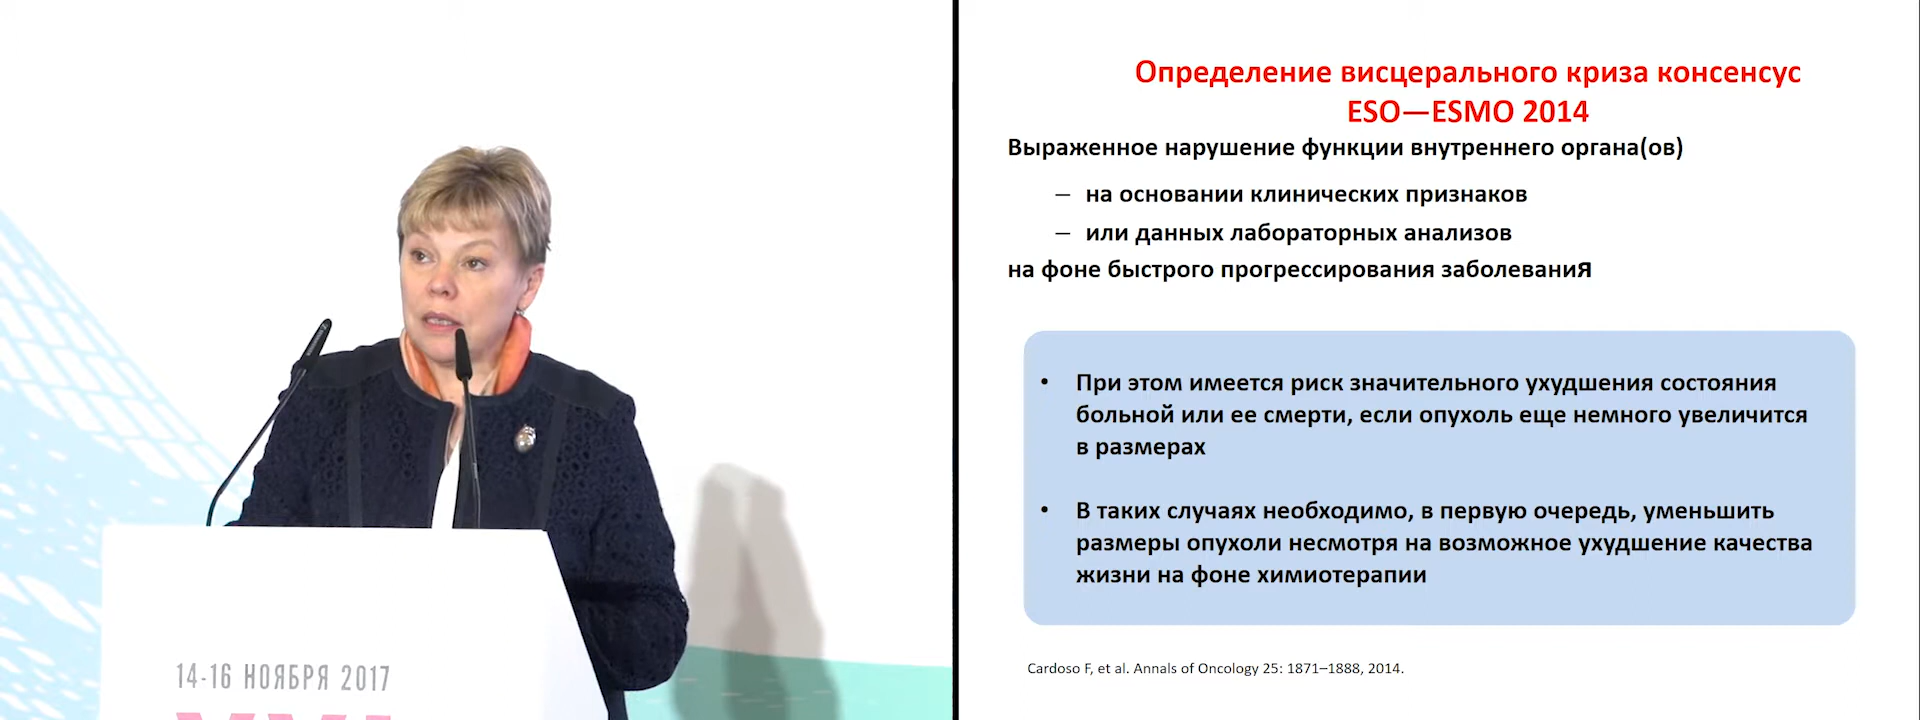 14-16 НОЯБРЯ 2017
Определение висцерального криза консенсус
ESO—ESMO 2014
Выраженное нарушение функции внутреннего органа(ов)
– на основании клинических признаков
– или данных лабораторных анализов
на фоне быстрого прогрессирования заболевания
• При этом имеется риск значительного ухудшения состояния
больной или ее смерти, если опухоль еще немного увеличится
в размерах
• В таких случаях необходимо, в первую очередь, уменьшить
размеры опухоли несмотря на возможное ухудшение качества
жизни на фоне химиотерапии
Cardoso F, et al. Annals of Oncology 25: 1871–1888, 2014.